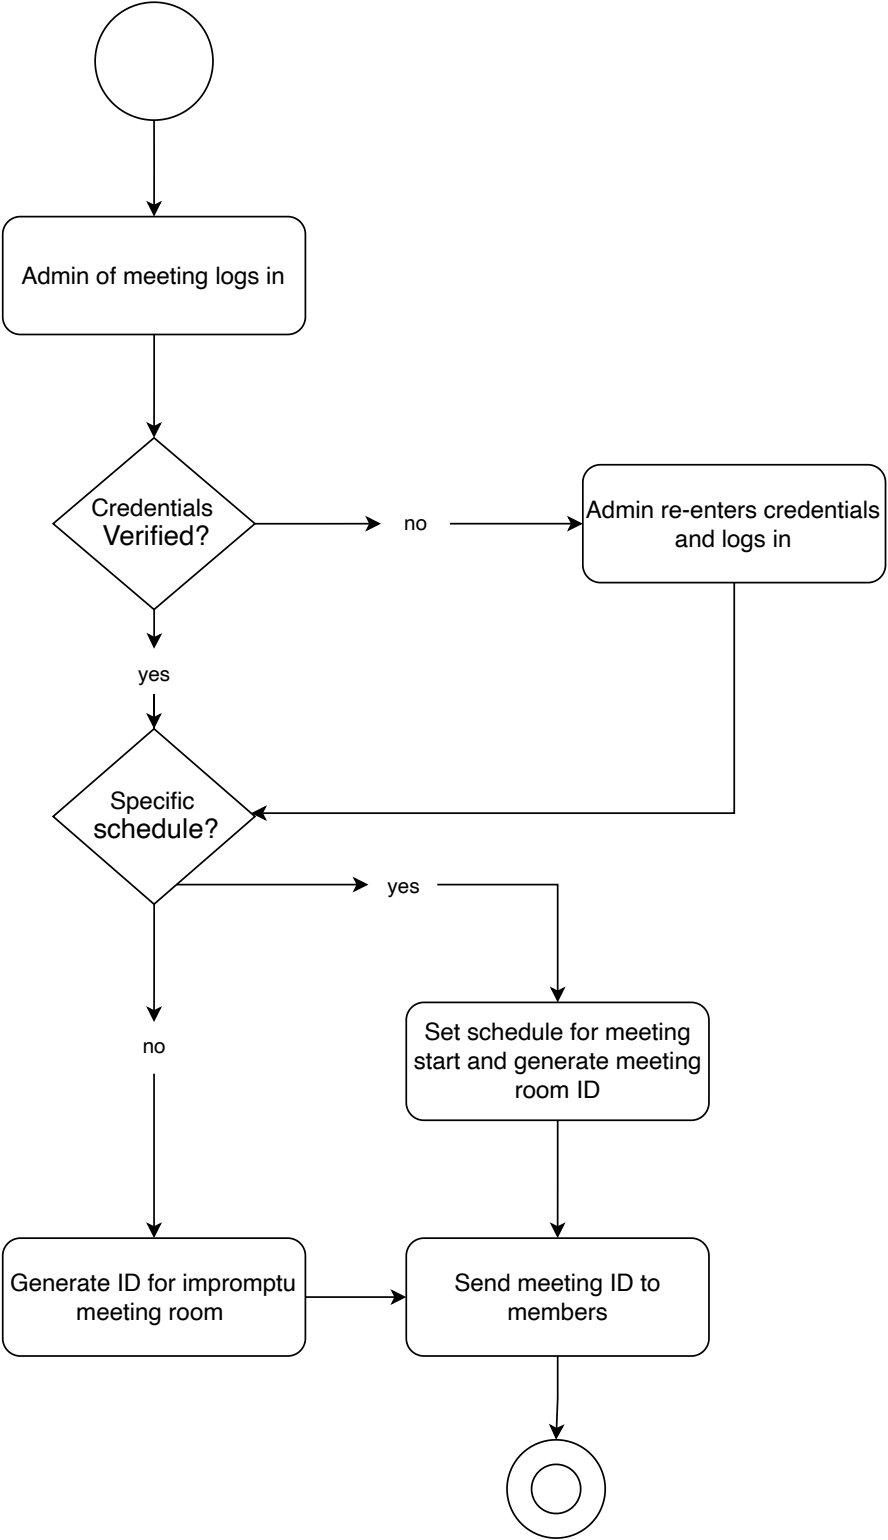 Admin of meeting logs in
Credentials
Verified?
no
Admin re-enters credentials
and logs in
yes
Specific
schedule?
yes
no
Set schedule for meeting
start and generate meeting
room ID
Generate ID for impromptu
meeting room
Send meeting ID to
members